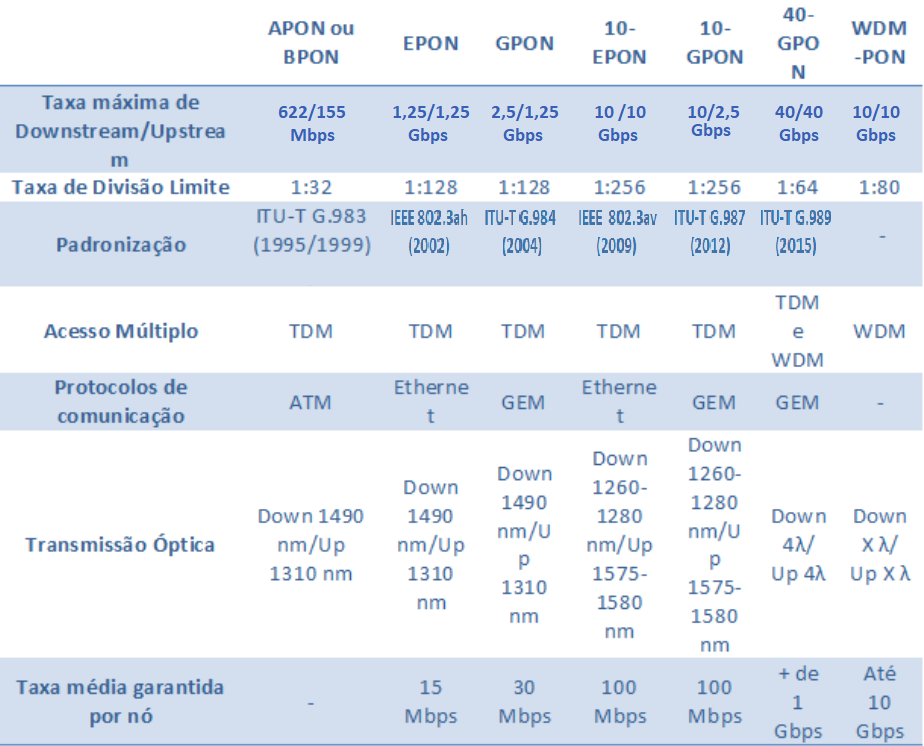 APON ou BPON EPON GPON 10-EPON 10-GPON 40-GPON WDM-PON
Taxa máxima de Downstream/Upstream 622/155 Mbps 1,25/1,25 Gbps 2,5/1,25 Gbps 10 /10 Gbps 10/2,5 Gbps 40/40 Gbps 10/10 Gbps
Taxa de Divisão Limite 1:32 1:128 1:128 1:256 1:256 1:64 1:80
Padronização ITU-T G.983 (1995/1999) IEEE 802.3ah (2002) ITU-T G.984 (2004) IEEE 802.3av (2009) ITU-T G.987 (2012) ITU-T G.989 (2015) -
Acesso Múltiplo TDM TDM TDM TDM TDM TDM e WDM WDM
Protocolos de comunicação ATM Ethernet GEM Ethernet GEM GEM -
Transmissão Óptica Down 1490 nm/Up 1310 nm Down 1490 nm/Up 1310 nm Down 1490 nm/Up 1310 nm Down 1260-1280 nm/Up 1575-1580 nm Down 1260-1280 nm/Up 1575-1580 nm Down 4λ/ Up 4λ Down X λ/ Up X λ
Taxa média garantida por nó - 15 Mbps 30 Mbps 100 Mbps 100 Mbps + de 1 Gbps Até 10 Gbps